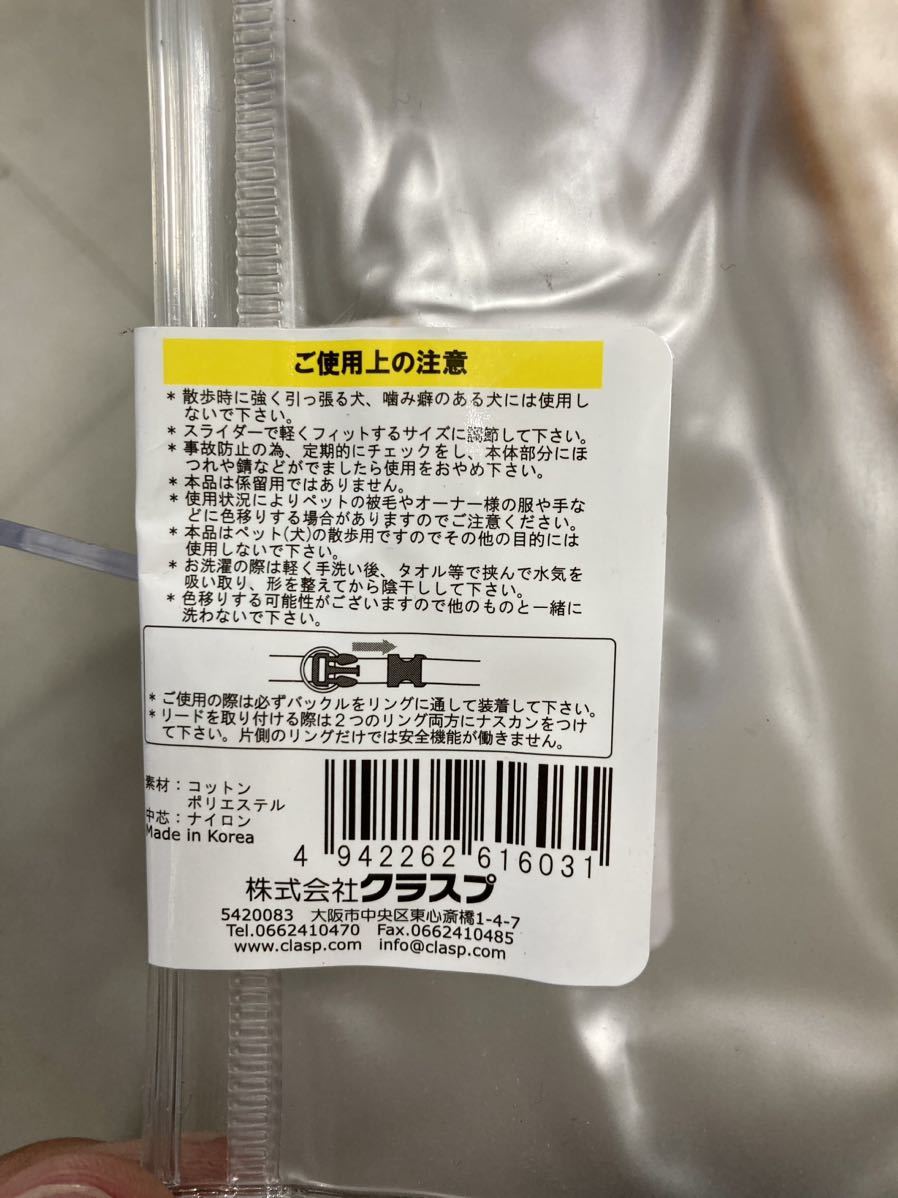 ご使用上の注意
* 散歩時に強く引っ張る犬、噛み癖のある犬には使用し
ないで下さい。
* スライダーで軽くフィットするサイズに調節して下さい。
* 事故防止の為、定期的にチェックをし、本体部分にほ
つれや錆などがでましたら使用をおやめ下さい。
* 本品は係留用ではありません。
* 使用状況によりペットの被毛やオーナー様の服や手な
どに色移りする場合がありますのでご注意ください。
* 本品はペット(犬)の散歩用ですのでその他の目的には
使用しないで下さい。
* お洗濯の際は軽く手洗い後、タオル等で挟んで水気を
吸い取り、形を整えてから陰干しして下さい。
* 色移りする可能性がございますので他のものと一緒に
洗わないで下さい。
* ご使用の際は必ずバックルをリングに通して装着して下さい。
* リードを取り付ける際は２つのリング両方にナスカンをつけ
て下さい。片側のリングだけでは安全機能が働きません。
素材：コットン
ポリエステル
中芯：ナイロン
Made in Korea
4 942262 616031
株式会社クラスプ
5420083 大阪市中央区東心斎橋1-4-7
Tel.0662410470 Fax.0662410485
www.clasp.com info@clasp.com